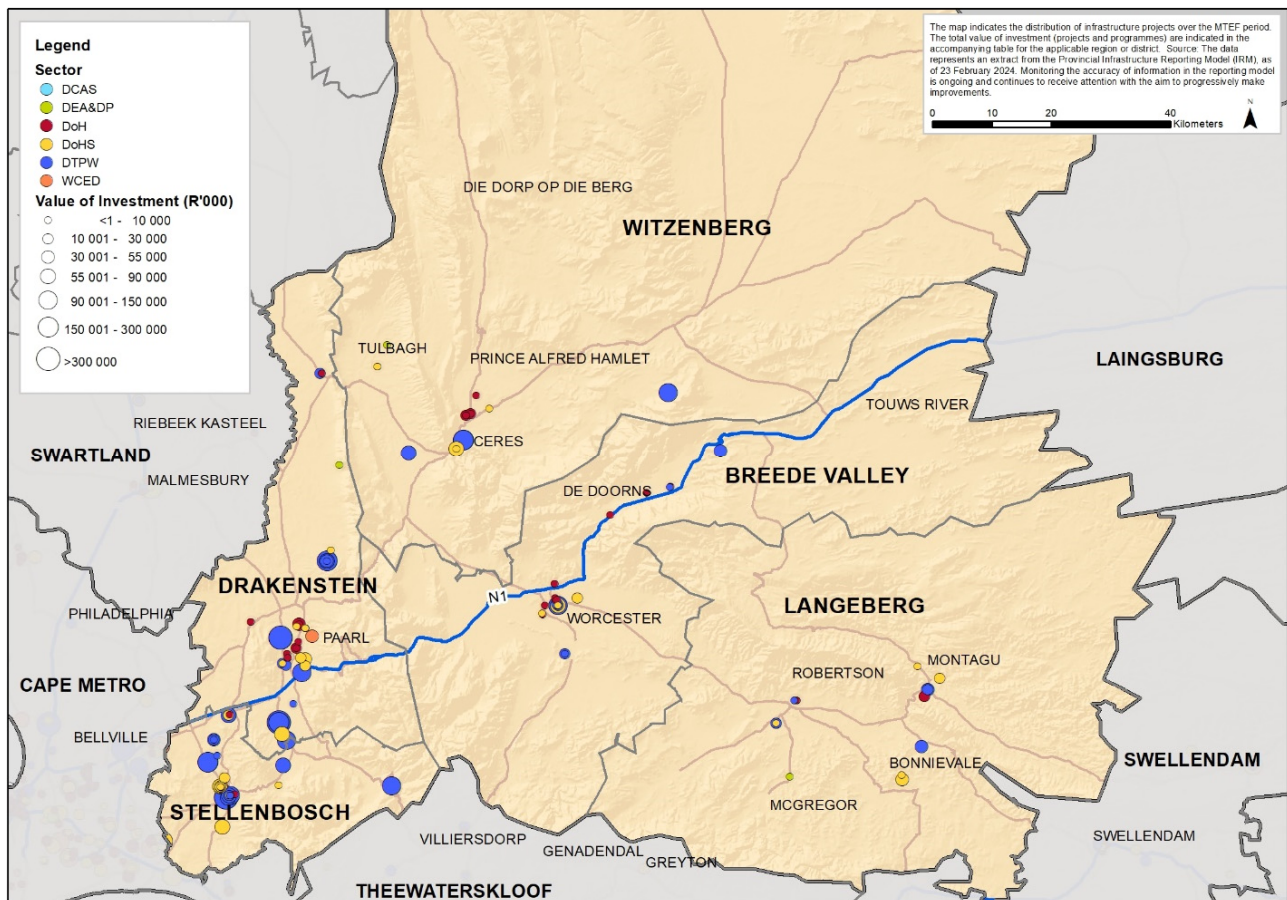 Legend
Sector
DCAS
DEA&DP
DoH
DoHS
DTPW
WCED
Value of Investment (R'000)
<1 - 10 000
10 001 - 30 000
30 001 - 55 000
55 001 - 90 000
90 001 - 150 000
150 001 - 300 000
>300 000
The map indicates the distribution of infrastructure projects over the MTEF period.
The total value of investment (projects and programmes) are indicated in the
accompanying table for the applicable region or district. Source: The data
represents an extract from the Provincial Infrastructure Reporting Model (IRM), as
of 23 February 2024. Monitoring the accuracy of information in the reporting model
is ongoing and continues to receive attention with the aim to progressively make
improvements.
N
0 10 20 40
Kilometers
DIE DORP OP DIE BERG
WITZENBERG
TULBAGH
PRINCE ALFRED HAMLET
LAINGSBURG
TOUWS RIVER
RIEBEEK KASTEEL
CERES
SWARTLAND
MALMESBURY
BREEDE VALLEY
DE DOORNS
DRAKENSTEIN
N1
LANGEBERG
PHILADELPHIA
WORCESTER
PAARL
MONTAGU
ROBERTSON
CAPE METRO
BELLVILLE
SWELLENDAM
BONNIEVALE
MCGREGOR
STELLENBOSCH
VILLIERSDORP
GENADENDAL
GREYTON
SWELLENDAM
THEEWATERSKLOOF